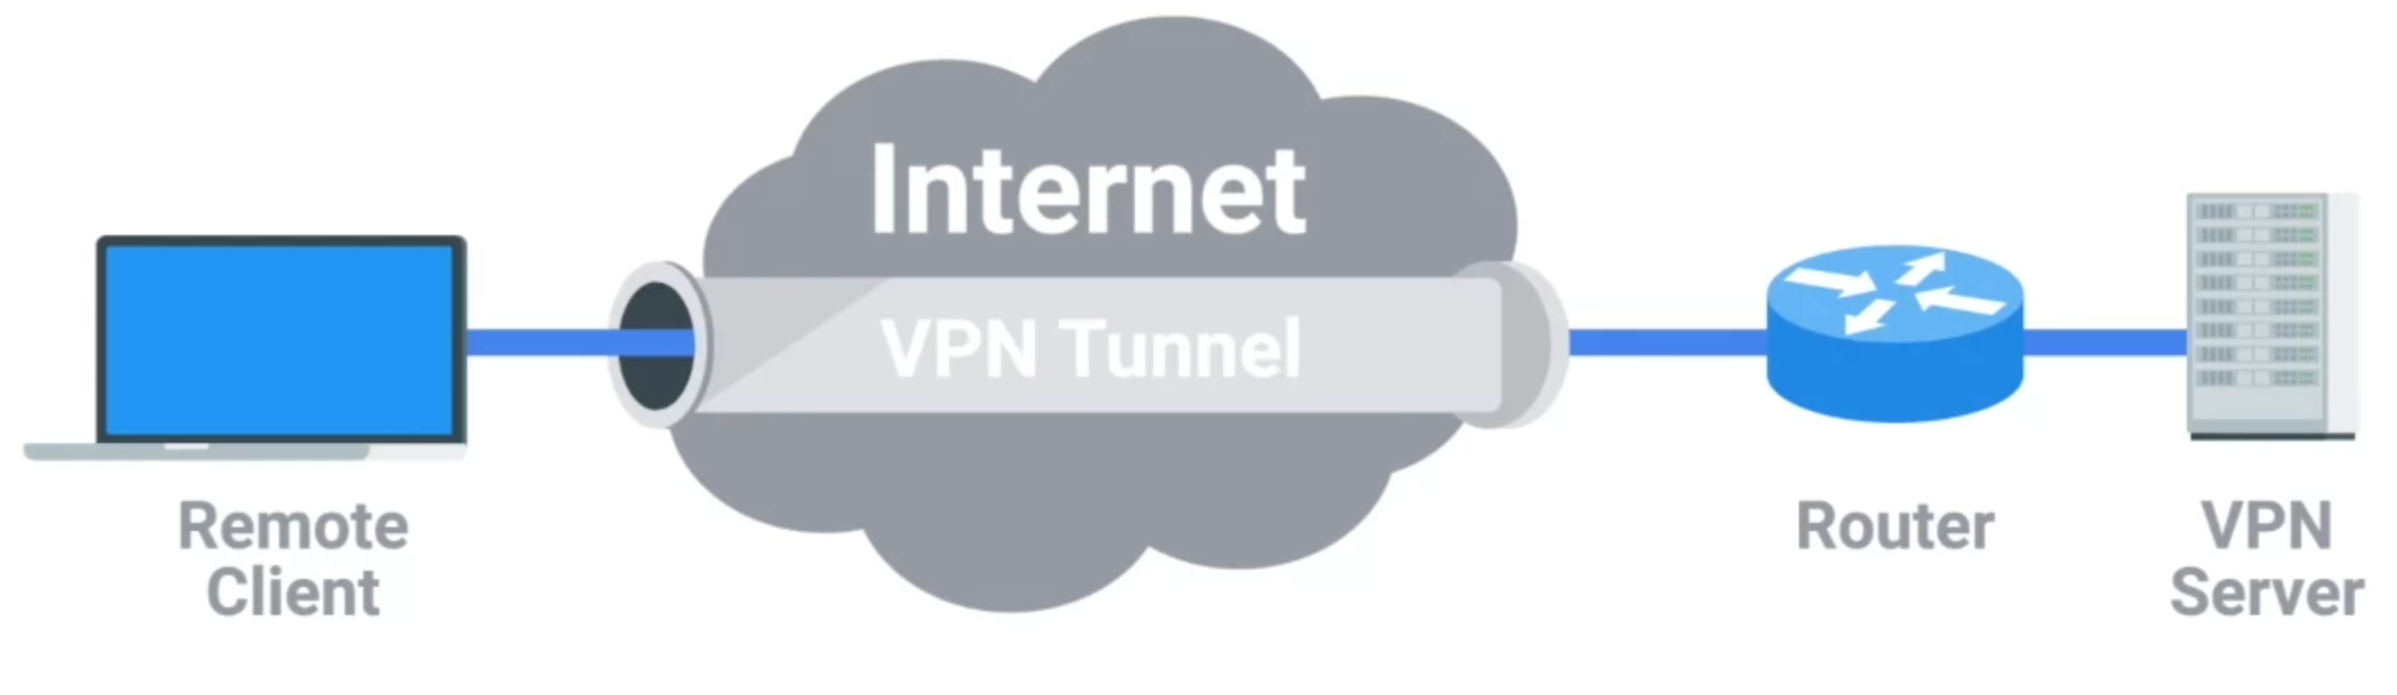 Internet
VPN Tunnel
Remote
Client
Router
VPN
Server